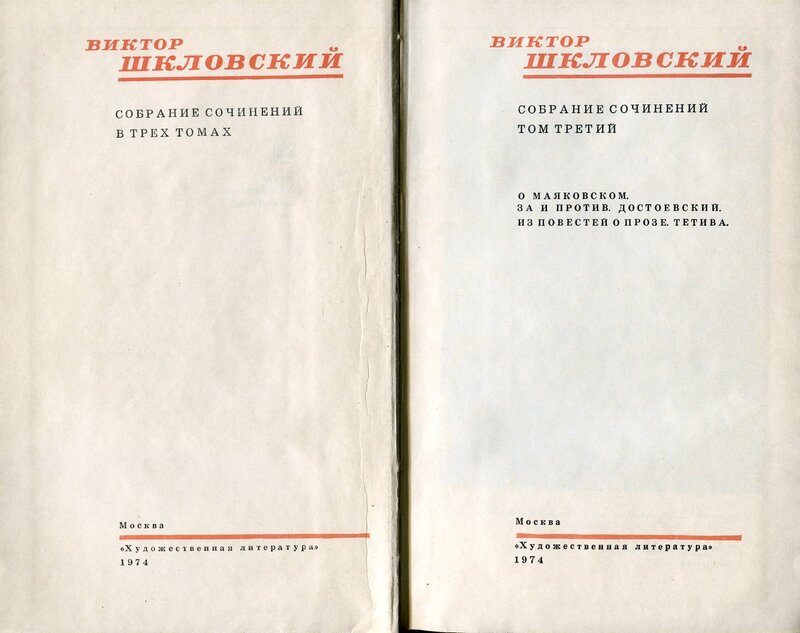 ВИКТОР
ШКЛОВСКИЙ
СОБРАНИЕ СОЧИНЕНИЙ
В ТРЕХ ТОМАХ
Москва
«Художественная литература»
1974
ВИКТОР
ШКЛОВСКИЙ
СОБРАНИЕ СОЧИНЕНИЙ
ТОМ ТРЕТИЙ
О МАЯКОВСКОМ.
ЗА И ПРОТИВ. ДОСТОЕВСКИЙ.
ИЗ ПОВЕСТЕЙ О ПРОЗЕ. ТЕТИВА.
Москва
«Художественная литература»
1974